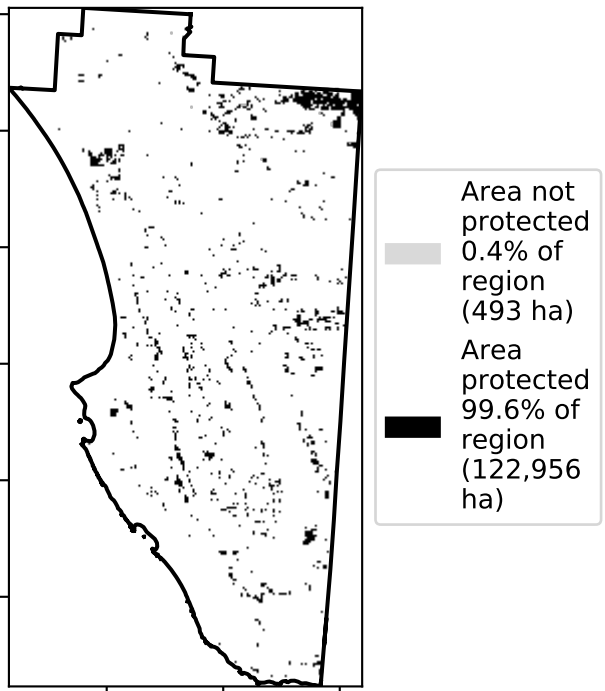 Area not
protected
0.4% of
region
(493 ha)
Area
protected
99.6% of
region
(122,956
ha)